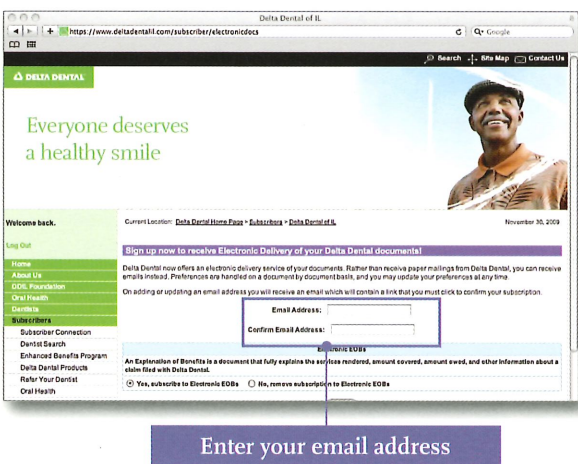 Delta Dental of IL
https://www.deltadentalil.com/subscriber/electronicdocs
Google
Search Site Map Contact Us
DELTA DENTAL
Everyone deserves
a healthy smile
Welcome back.
Log Out
Home
About Us
DDIL Foundation
Oral Health
Dentists
Subscribers
Subscriber Connection
Dentist Search
Enhanced Benefits Program
Delta Dental Products
Refer Your Dentist
Oral Health
Current Location: Delta Dental Home Page > Subscribers > Delta Dental of IL
November 30, 2009
Sign up now to receive Electronic Delivery of your Delta Dental documents!
Delta Dental now offers an electronic delivery service of your documents. Rather than receive paper mailings from Delta Dental, you can receive
emails instead. Preferences are handled on a document by document basis, and you may update your preferences at any time.
On adding or updating an email address you will receive an email which will contain a link that you must click to confirm your subscription.
Email Address:
Confirm Email Address:
Electronic EOBs
An Explanation of Benefits is a document that fully explains the services rendered, amount covered, amount owed, and other information about a
claim filed with Delta Dental.
Yes, subscribe to Electronic EOBs No, remove subscription to Electronic EOBs
Enter your email address